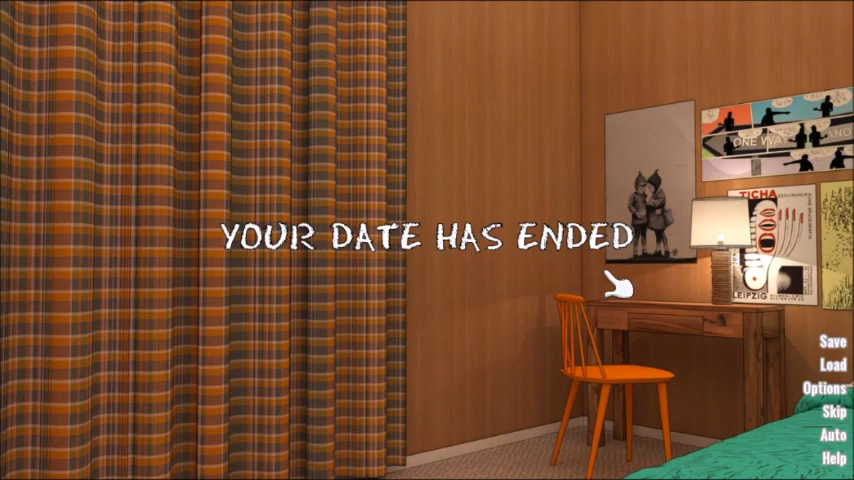 ONE WAY
TICHA
YOUR DATE HAS ENDED
LEIPZIG
Save
Load
Options
Skip
Auto
Help